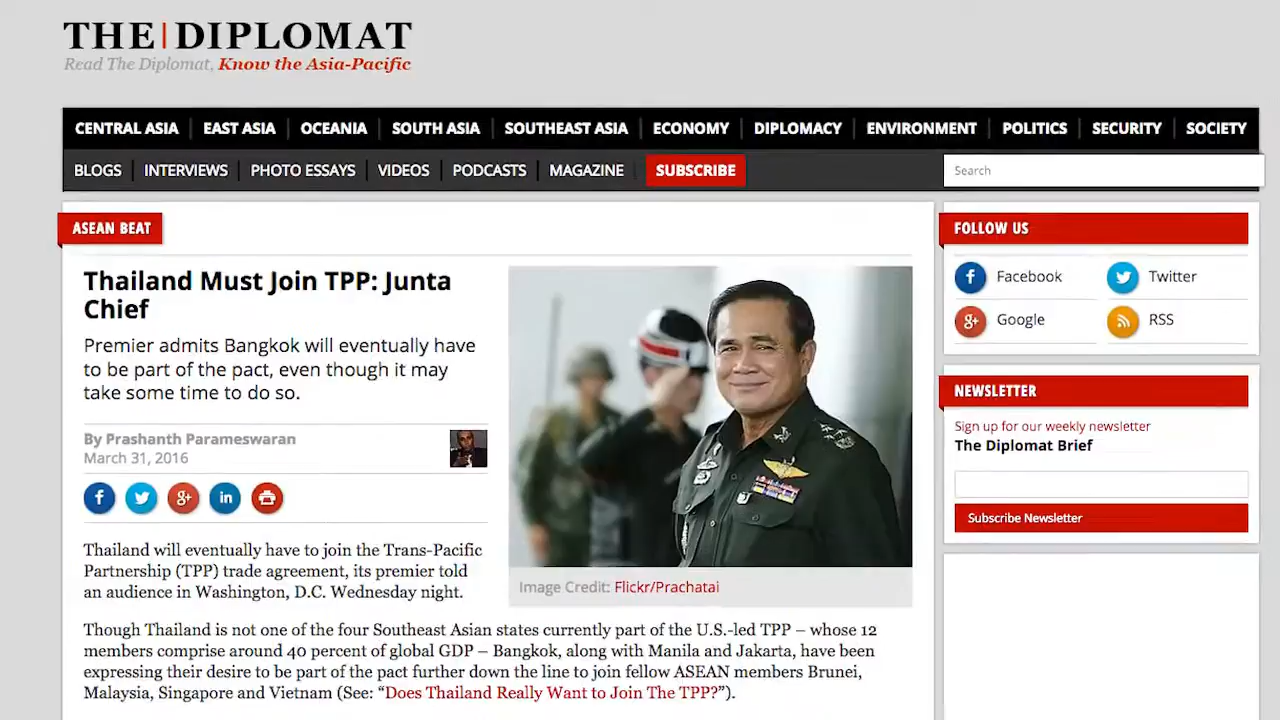 THE|DIPLOMAT
Read The Diplomat, Know the Asia-Pacific
CENTRAL ASIA EAST ASIA OCEANIA SOUTH ASIA SOUTHEAST ASIA ECONOMY DIPLOMACY ENVIRONMENT POLITICS SECURITY SOCIETY
BLOGS INTERVIEWS PHOTO ESSAYS VIDEOS PODCASTS MAGAZINE SUBSCRIBE Search
ASEAN BEAT
Thailand Must Join TPP: Junta
Chief
Premier admits Bangkok will eventually have
to be part of the pact, even though it may
take some time to do so.
By Prashanth Parameswaran
March 31, 2016
Thailand will eventually have to join the Trans-Pacific
Partnership (TPP) trade agreement, its premier told
an audience in Washington, D.C. Wednesday night.
Image Credit: Flickr/Prachatai
Though Thailand is not one of the four Southeast Asian states currently part of the U.S.-led TPP – whose 12
members comprise around 40 percent of global GDP – Bangkok, along with Manila and Jakarta, have been
expressing their desire to be part of the pact further down the line to join fellow ASEAN members Brunei,
Malaysia, Singapore and Vietnam (See: “Does Thailand Really Want to Join The TPP?”).
FOLLOW US
Facebook Twitter
Google RSS
NEWSLETTER
Sign up for our weekly newsletter
The Diplomat Brief
Subscribe Newsletter